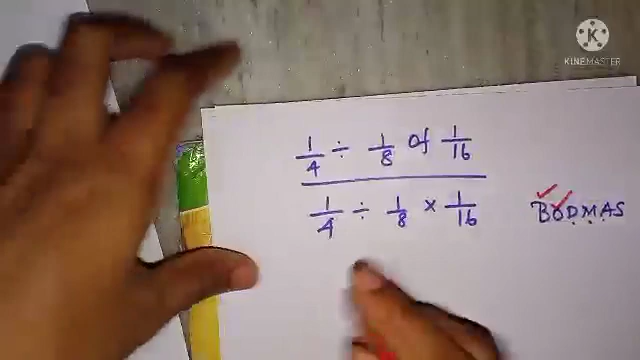 K
KINEMASTER
1/4 ÷ 1/8 of 1/16
1/4 ÷ 1/8 × 1/16
BODMAS